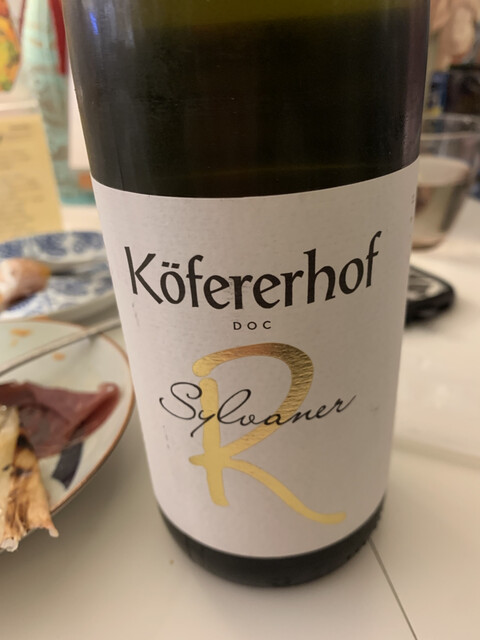 Köfererhof
DOC
R
Sylvaner